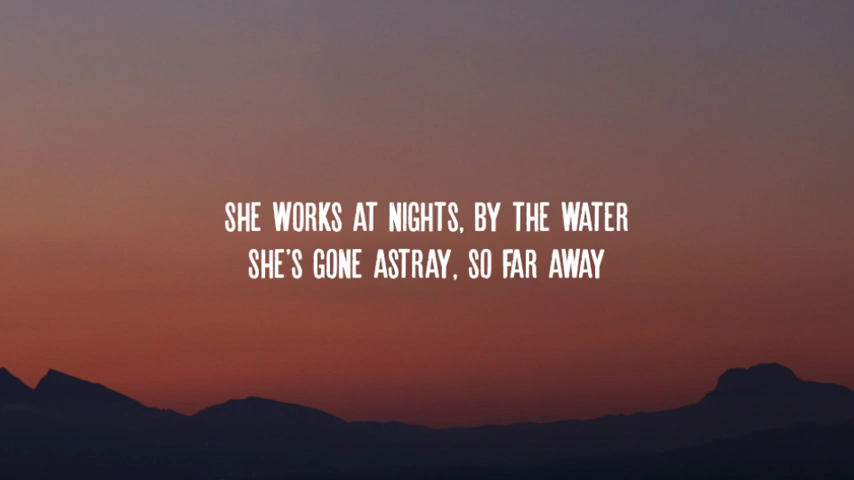 SHE WORKS AT NIGHTS, BY THE WATER
SHE'S GONE ASTRAY, SO FAR AWAY